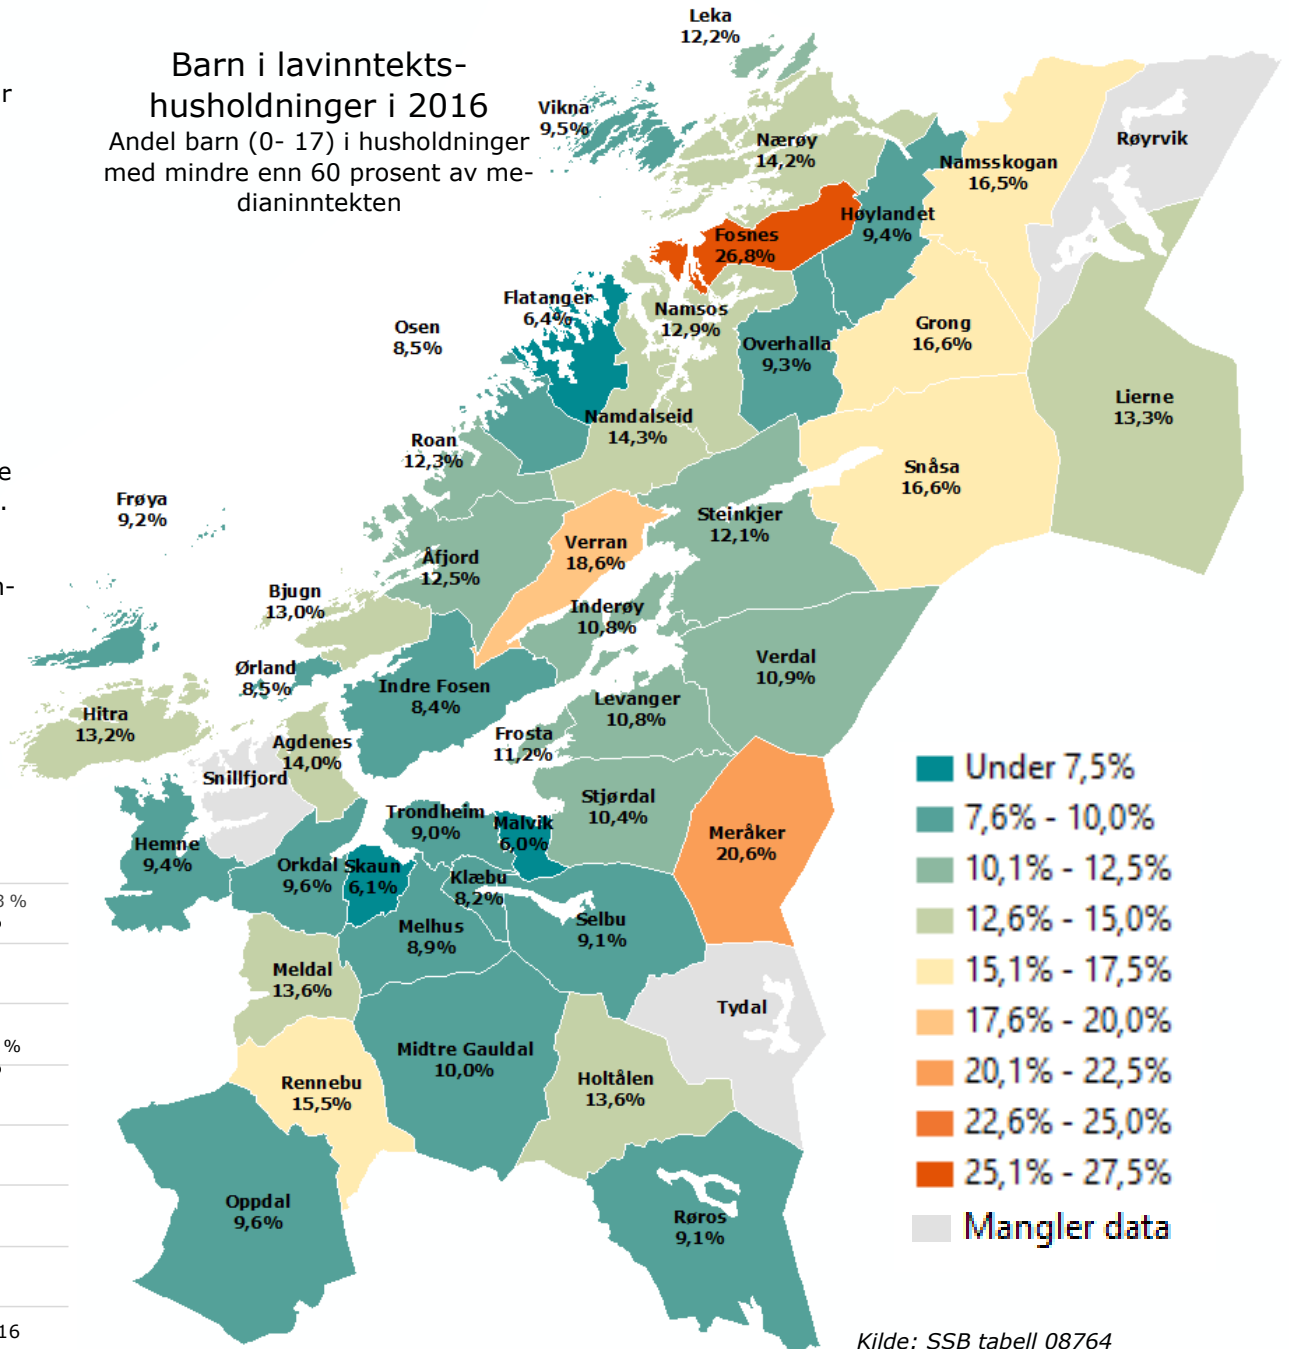 Barn i lavinntekts-
husholdninger i 2016
Andel barn (0- 17) i husholdninger
med mindre enn 60 prosent av me-
dianinntekten
Leka
12,2%
Vikna
9,5%
Nærøy
14,2%
Røyrvik
Namsskogan
16,5%
Høylandet
9,4%
Fosnes
26,8%
Flatanger
6,4%
Namsos
12,9%
Osen
8,5%
Grong
16,6%
Overhalla
9,3%
Lierne
13,3%
Namdalseid
14,3%
Roan
12,3%
Snåsa
16,6%
Frøya
9,2%
Steinkjer
12,1%
Verran
18,6%
Åfjord
12,5%
Bjugn
13,0%
Inderøy
10,8%
Verdal
10,9%
Ørland
8,5%
Indre Fosen
8,4%
Levanger
10,8%
Hitra
13,2%
Frosta
11,2%
Agdenes
14,0%
Snillfjord
Stjørdal
10,4%
Trondheim
9,0%
Malvik
6,0%
Meråker
20,6%
Hemne
9,4%
Orkdal
9,6%
Skaun
6,1%
Klæbu
8,2%
Melhus
8,9%
Selbu
9,1%
Meldal
13,6%
Tydal
Midtre Gauldal
10,0%
Rennebu
15,5%
Holtålen
13,6%
Oppdal
9,6%
Røros
9,1%
Under 7,5%
7,6% - 10,0%
10,1% - 12,5%
12,6% - 15,0%
15,1% - 17,5%
17,6% - 20,0%
20,1% - 22,5%
22,6% - 25,0%
25,1% - 27,5%
Mangler data
Kilde: SSB tabell 08764
r
e
.
n-
%
%
16